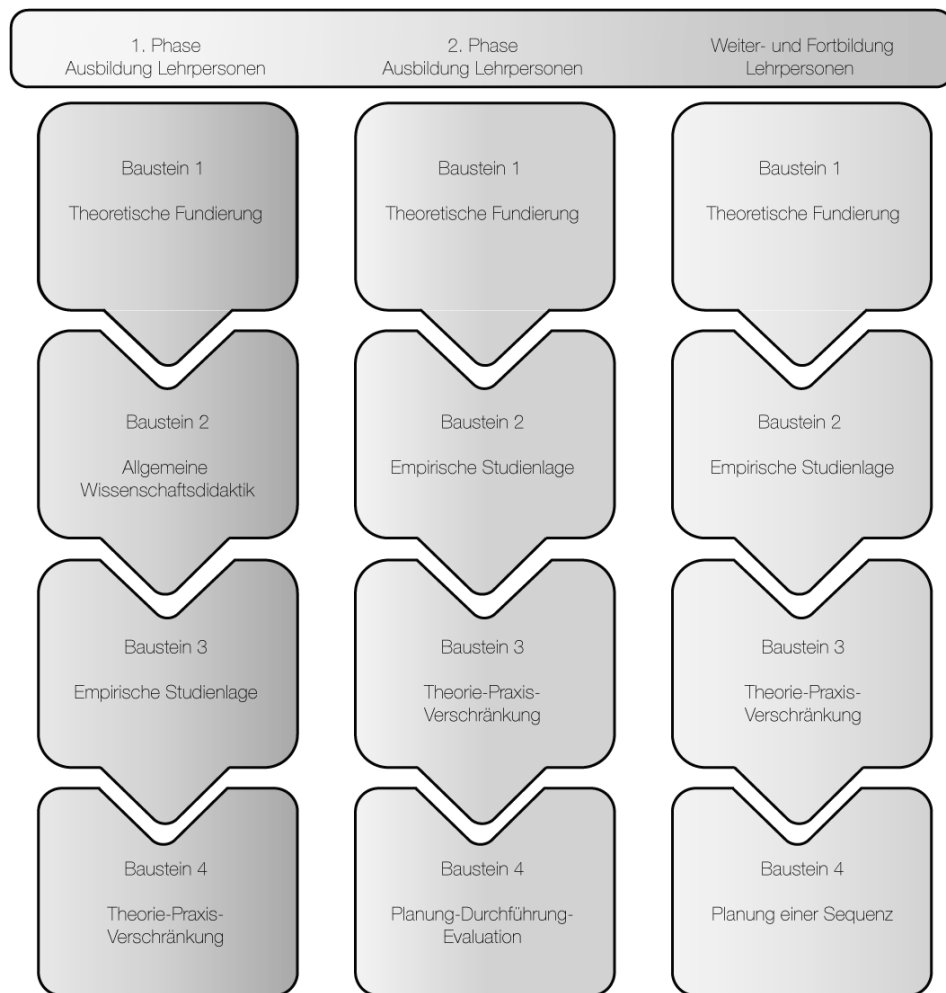 1. Phase
Ausbildung Lehrpersonen
2. Phase
Ausbildung Lehrpersonen
Weiter- und Fortbildung
Lehrpersonen
Baustein 1
Theoretische Fundierung
Baustein 2
Allgemeine
Wissenschaftsdidaktik
Baustein 3
Empirische Studienlage
Baustein 4
Theorie-Praxis-
Verschränkung
Baustein 1
Theoretische Fundierung
Baustein 2
Empirische Studienlage
Baustein 3
Theorie-Praxis-
Verschränkung
Baustein 4
Planung-Durchführung-
Evaluation
Baustein 1
Theoretische Fundierung
Baustein 2
Empirische Studienlage
Baustein 3
Theorie-Praxis-
Verschränkung
Baustein 4
Planung einer Sequenz